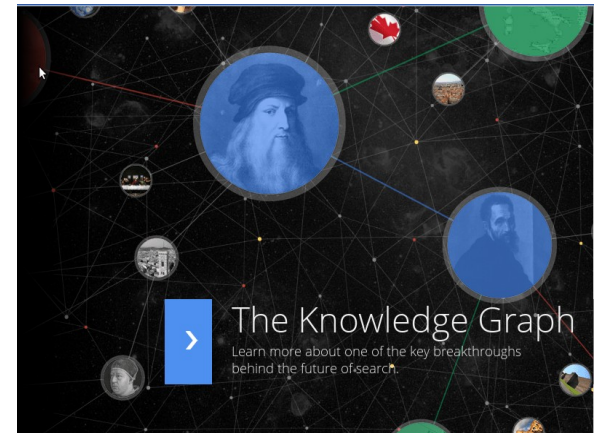 The Knowledge Graph
Learn more about one of the key breakthroughs
behind the future of search.